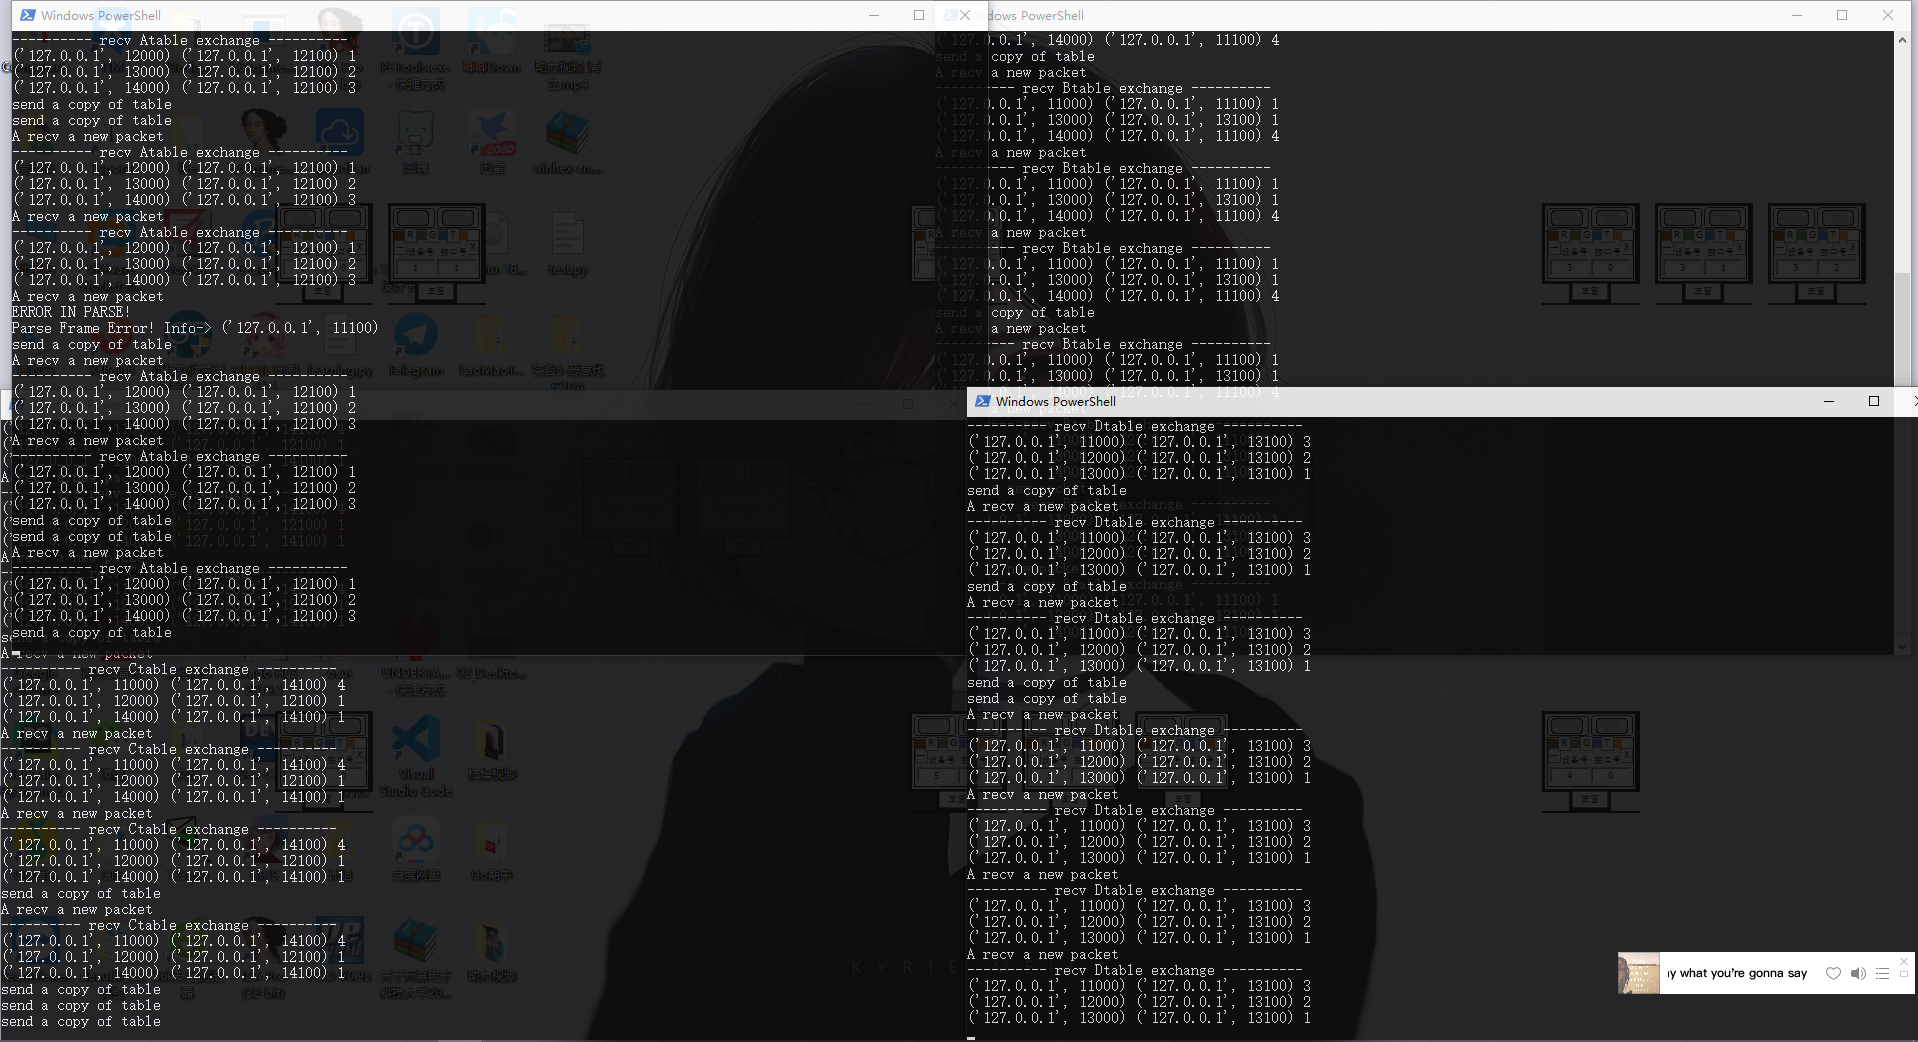 Windows PowerShell
---------- recv Atable exchange ----------
('127.0.0.1', 12000) ('127.0.0.1', 12100) 1
('127.0.0.1', 13000) ('127.0.0.1', 12100) 2
('127.0.0.1', 14000) ('127.0.0.1', 12100) 3
send a copy of table
send a copy of table
A recv a new packet
---------- recv Atable exchange ----------
('127.0.0.1', 12000) ('127.0.0.1', 12100) 1
('127.0.0.1', 13000) ('127.0.0.1', 12100) 2
('127.0.0.1', 14000) ('127.0.0.1', 12100) 3
A recv a new packet
---------- recv Atable exchange ----------
('127.0.0.1', 12000) ('127.0.0.1', 12100) 1
('127.0.0.1', 13000) ('127.0.0.1', 12100) 2
('127.0.0.1', 14000) ('127.0.0.1', 12100) 3
A recv a new packet
ERROR IN PARSE!
Parse Frame Error! Info-> ('127.0.0.1', 11100)
send a copy of table
A recv a new packet
---------- recv Atable exchange ----------
('127.0.0.1', 12000) ('127.0.0.1', 12100) 1
('127.0.0.1', 13000) ('127.0.0.1', 12100) 2
('127.0.0.1', 14000) ('127.0.0.1', 12100) 3
A recv a new packet
---------- recv Atable exchange ----------
('127.0.0.1', 12000) ('127.0.0.1', 12100) 1
('127.0.0.1', 13000) ('127.0.0.1', 12100) 2
('127.0.0.1', 14000) ('127.0.0.1', 12100) 3
send a copy of table
send a copy of table
A recv a new packet
---------- recv Atable exchange ----------
('127.0.0.1', 12000) ('127.0.0.1', 12100) 1
('127.0.0.1', 13000) ('127.0.0.1', 12100) 2
('127.0.0.1', 14000) ('127.0.0.1', 12100) 3
send a copy of table
A recv a new packet
---------- recv Ctable exchange ----------
('127.0.0.1', 11000) ('127.0.0.1', 14100) 4
('127.0.0.1', 12000) ('127.0.0.1', 12100) 1
('127.0.0.1', 14000) ('127.0.0.1', 14100) 1
A recv a new packet
---------- recv Ctable exchange ----------
('127.0.0.1', 11000) ('127.0.0.1', 14100) 4
('127.0.0.1', 12000) ('127.0.0.1', 12100) 1
('127.0.0.1', 14000) ('127.0.0.1', 14100) 1
A recv a new packet
---------- recv Ctable exchange ----------
('127.0.0.1', 11000) ('127.0.0.1', 14100) 4
('127.0.0.1', 12000) ('127.0.0.1', 12100) 1
('127.0.0.1', 14000) ('127.0.0.1', 14100) 1
send a copy of table
A recv a new packet
---------- recv Ctable exchange ----------
('127.0.0.1', 11000) ('127.0.0.1', 14100) 4
('127.0.0.1', 12000) ('127.0.0.1', 12100) 1
('127.0.0.1', 14000) ('127.0.0.1', 14100) 1
send a copy of table
send a copy of table
send a copy of table
Windows PowerShell
('127.0.0.1', 14000) ('127.0.0.1', 11100) 4
send a copy of table
A recv a new packet
---------- recv Btable exchange ----------
('127.0.0.1', 11000) ('127.0.0.1', 11100) 1
('127.0.0.1', 13000) ('127.0.0.1', 13100) 1
('127.0.0.1', 14000) ('127.0.0.1', 11100) 4
A recv a new packet
---------- recv Btable exchange ----------
('127.0.0.1', 11000) ('127.0.0.1', 11100) 1
('127.0.0.1', 13000) ('127.0.0.1', 13100) 1
('127.0.0.1', 14000) ('127.0.0.1', 11100) 4
A recv a new packet
---------- recv Btable exchange ----------
('127.0.0.1', 11000) ('127.0.0.1', 11100) 1
('127.0.0.1', 13000) ('127.0.0.1', 13100) 1
('127.0.0.1', 14000) ('127.0.0.1', 11100) 4
send a copy of table
A recv a new packet
---------- recv Btable exchange ----------
('127.0.0.1', 11000) ('127.0.0.1', 11100) 1
('127.0.0.1', 13000) ('127.0.0.1', 13100) 1
Windows PowerShell
---------- recv Dtable exchange ----------
('127.0.0.1', 11000) ('127.0.0.1', 13100) 3
('127.0.0.1', 12000) ('127.0.0.1', 13100) 2
('127.0.0.1', 13000) ('127.0.0.1', 13100) 1
send a copy of table
A recv a new packet
---------- recv Dtable exchange ----------
('127.0.0.1', 11000) ('127.0.0.1', 13100) 3
('127.0.0.1', 12000) ('127.0.0.1', 13100) 2
('127.0.0.1', 13000) ('127.0.0.1', 13100) 1
send a copy of table
A recv a new packet
---------- recv Dtable exchange ----------
('127.0.0.1', 11000) ('127.0.0.1', 13100) 3
('127.0.0.1', 12000) ('127.0.0.1', 13100) 2
('127.0.0.1', 13000) ('127.0.0.1', 13100) 1
send a copy of table
send a copy of table
A recv a new packet
---------- recv Dtable exchange ----------
('127.0.0.1', 11000) ('127.0.0.1', 13100) 3
('127.0.0.1', 12000) ('127.0.0.1', 13100) 2
('127.0.0.1', 13000) ('127.0.0.1', 13100) 1
A recv a new packet
---------- recv Dtable exchange ----------
('127.0.0.1', 11000) ('127.0.0.1', 13100) 3
('127.0.0.1', 12000) ('127.0.0.1', 13100) 2
('127.0.0.1', 13000) ('127.0.0.1', 13100) 1
A recv a new packet
---------- recv Dtable exchange ----------
('127.0.0.1', 11000) ('127.0.0.1', 13100) 3
('127.0.0.1', 12000) ('127.0.0.1', 13100) 2
('127.0.0.1', 13000) ('127.0.0.1', 13100) 1
A recv a new packet
---------- recv Dtable exchange ----------
('127.0.0.1', 11000) ('127.0.0.1', 13100) 3
('127.0.0.1', 12000) ('127.0.0.1', 13100) 2
('127.0.0.1', 13000) ('127.0.0.1', 13100) 1
what you're gonna say